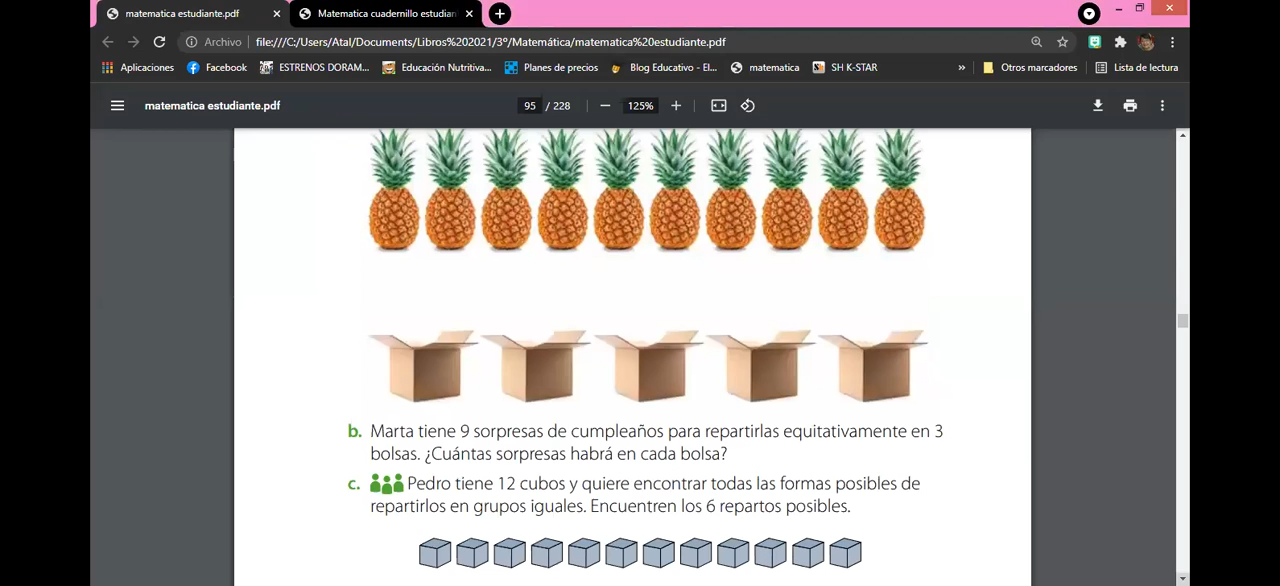 matematica estudiante.pdf
Matematica cuadernillo estudian
Archivo
file:///C:/Users/Atal/Documents/Libros%202021/3°/Matemática/matematica%20estudiante.pdf
Aplicaciones
Facebook
ESTRENOS DORAM...
Educación Nutritiva...
Planes de precios
Blog Educativo - El...
matematica
SH K-STAR
»
Otros marcadores
Lista de lectura
matematica estudiante.pdf
95 / 228
125%
b. Marta tiene 9 sorpresas de cumpleaños para repartirlas equitativamente en 3
bolsas. ¿Cuántas sorpresas habrá en cada bolsa?
c. Pedro tiene 12 cubos y quiere encontrar todas las formas posibles de
repartirlos en grupos iguales. Encuentren los 6 repartos posibles.